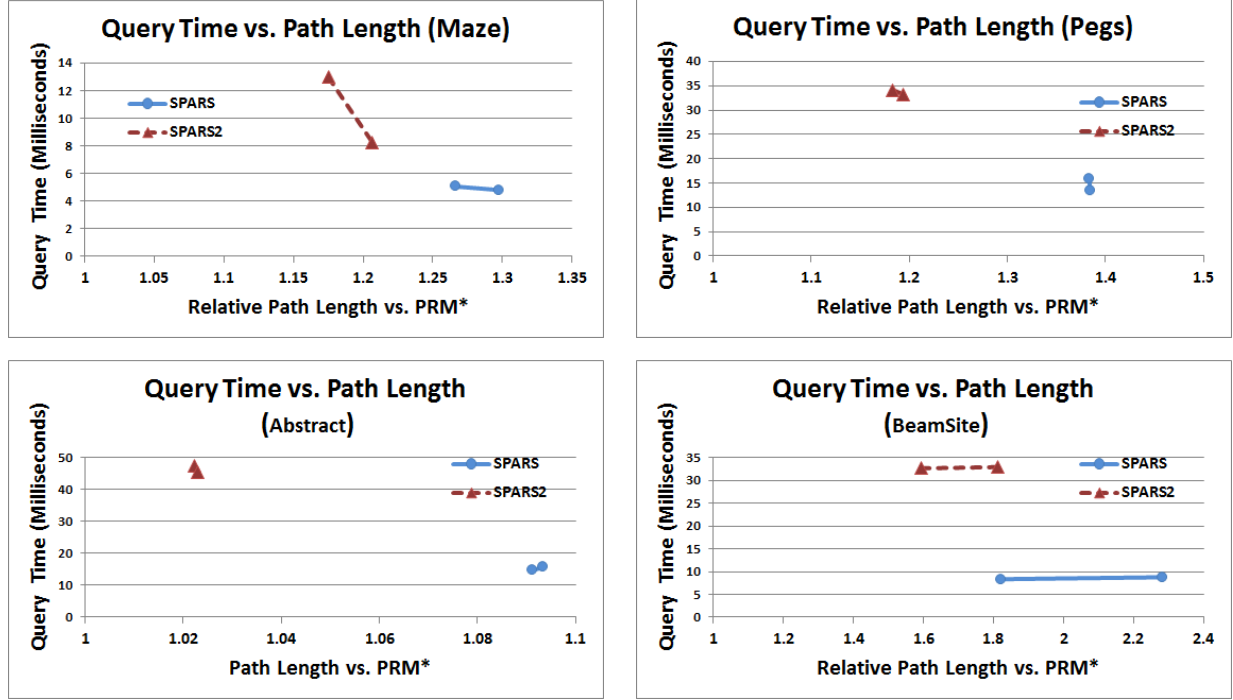 Query Time vs. Path Length (Maze)
Query Time (Milliseconds)
14
12
10
8
6
4
2
0
SPARS
SPARS2
1 1.05 1.1 1.15 1.2 1.25 1.3 1.35
Relative Path Length vs. PRM*
Query Time vs. Path Length (Pegs)
Query Time (Milliseconds)
40
35
30
25
20
15
10
5
0
SPARS
SPARS2
1 1.1 1.2 1.3 1.4 1.5
Relative Path Length vs. PRM*
Query Time vs. Path Length
(Abstract)
Query Time (Milliseconds)
50
40
30
20
10
0
SPARS
SPARS2
1 1.02 1.04 1.06 1.08 1.1
Path Length vs. PRM*
Query Time vs. Path Length
(BeamSite)
Query Time (Milliseconds)
35
30
25
20
15
10
5
0
SPARS
SPARS2
1 1.2 1.4 1.6 1.8 2 2.2 2.4
Relative Path Length vs. PRM*